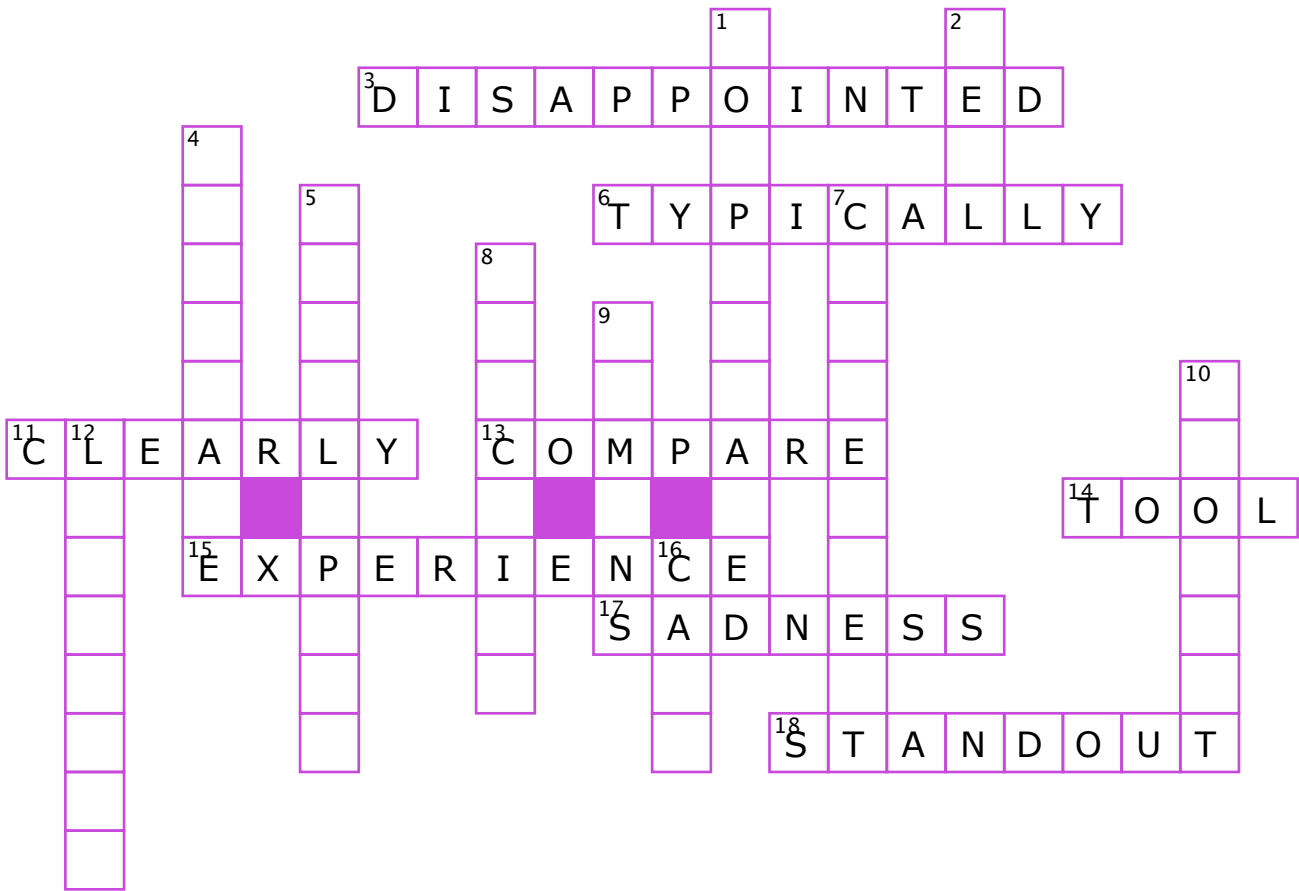 1 2
3 DISAPPOINTED
4
5 6 TYPICALLY 7
8
9
10
11 CLEARLY 12 13 COMPARE
14 TOOL
15 EXPERIENCE 16
17 SADNESS
18 STANDOUT